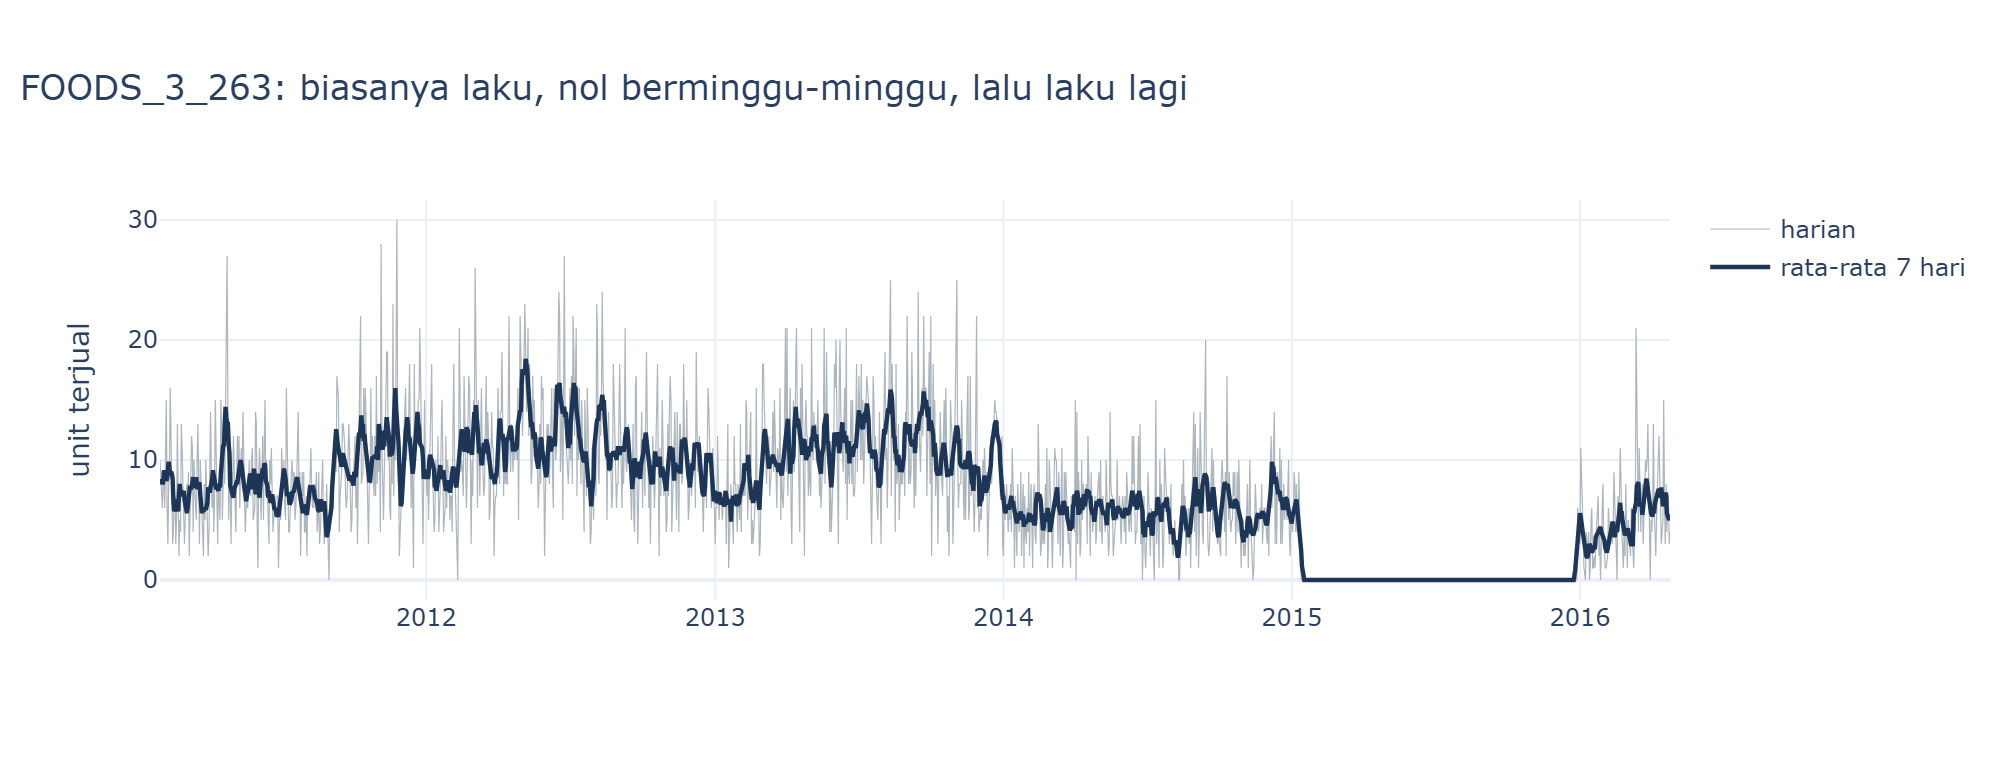 FOODS_3_263: biasanya laku, nol berminggu-minggu, lalu laku lagi
harian
rata-rata 7 hari
unit terjual
30
20
10
0
2012
2013
2014
2015
2016